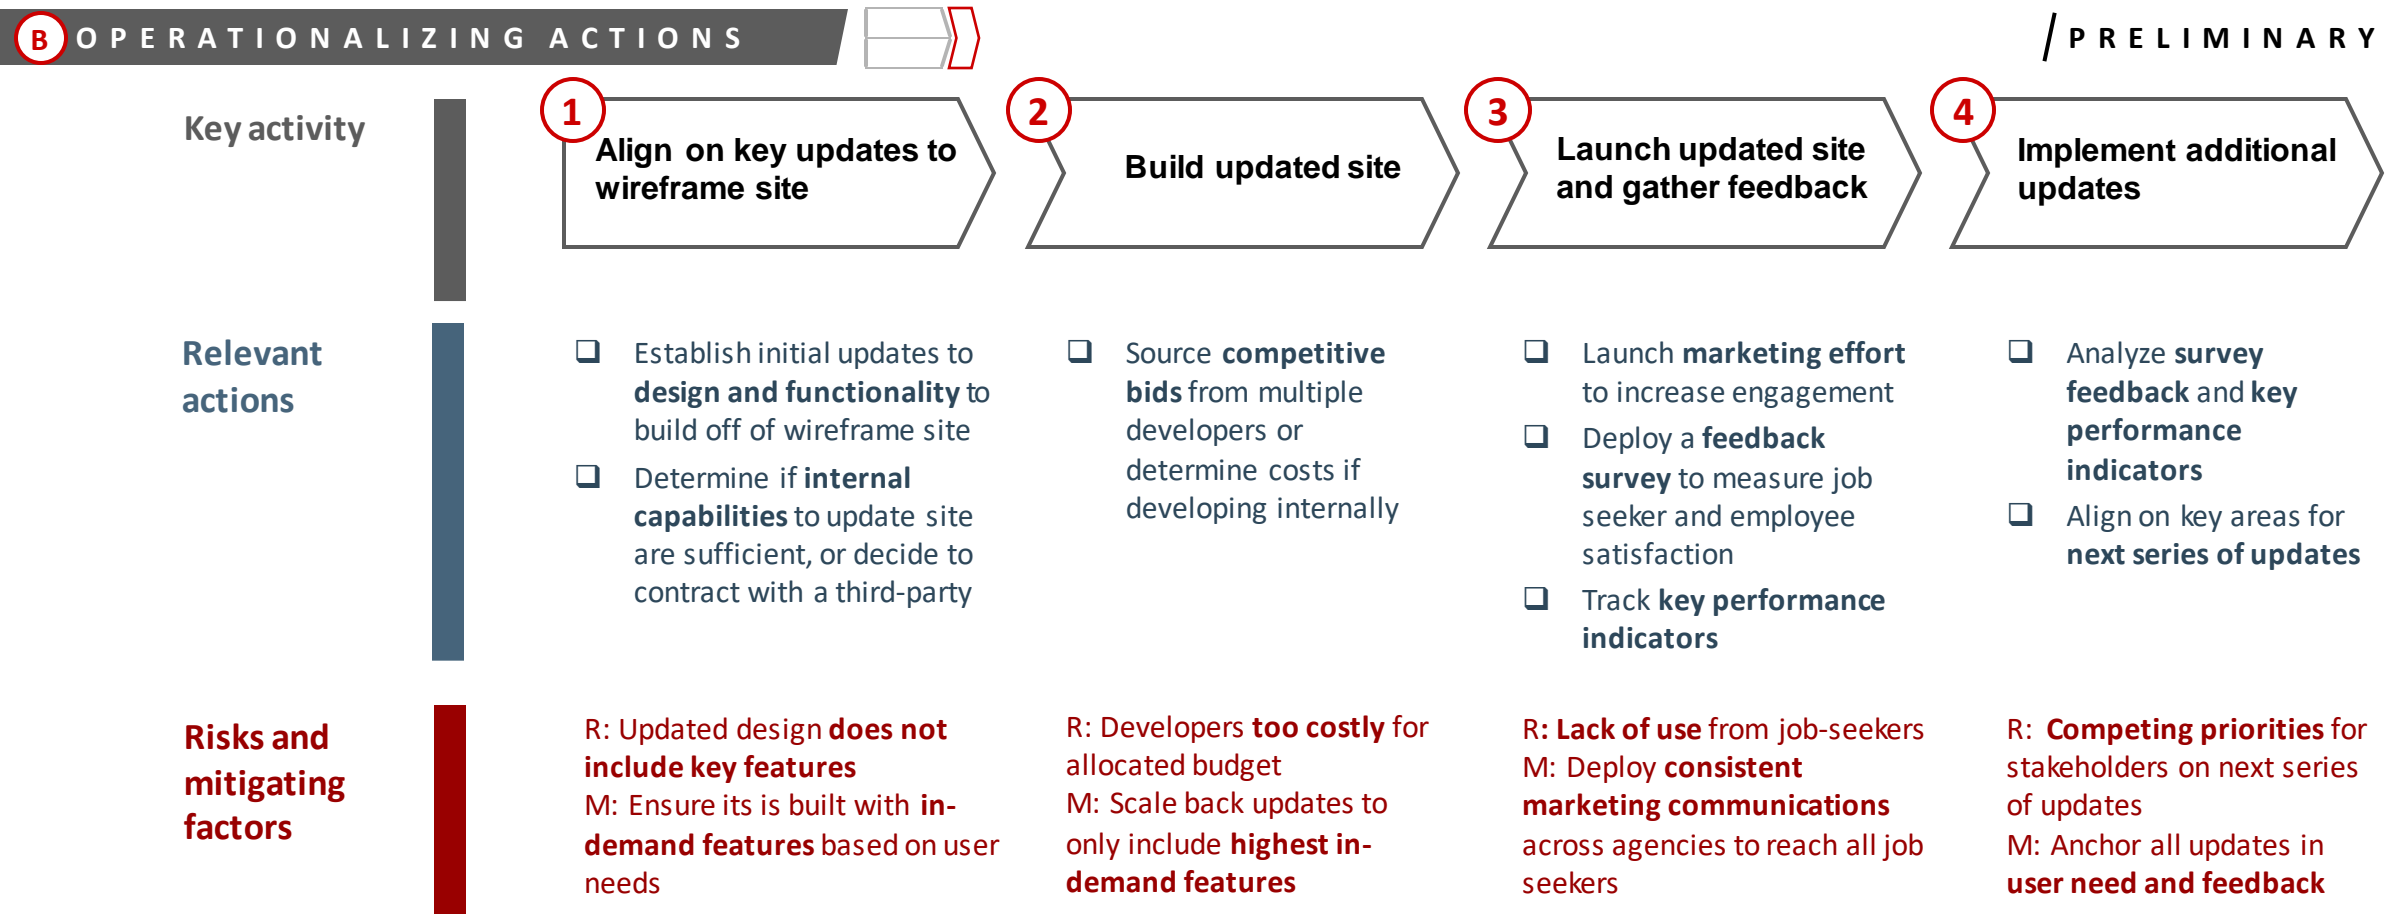 B OPERATIONALIZING ACTIONS
/PRELIMINARY
Key activity
1
Align on key updates to
wireframe site
2
Build updated site
3
Launch updated site
and gather feedback
4
Implement additional
updates
Relevant
actions
❑ Establish initial updates to
design and functionality to
build off of wireframe site
❑ Determine if internal
capabilities to update site
are sufficient, or decide to
contract with a third-party
❑ Source competitive
bids from multiple
developers or
determine costs if
developing internally
❑ Launch marketing effort
to increase engagement
❑ Deploy a feedback
survey to measure job
seeker and employee
satisfaction
❑ Track key performance
indicators
❑ Analyze survey
feedback and key
performance
indicators
❑ Align on key areas for
next series of updates
Risks and
mitigating
factors
R: Updated design does not
include key features
M: Ensure its is built with in-
demand features based on user
needs
R: Developers too costly for
allocated budget
M: Scale back updates to
only include highest in-
demand features
R: Lack of use from job-seekers
M: Deploy consistent
marketing communications
across agencies to reach all job
seekers
R: Competing priorities for
stakeholders on next series
of updates
M: Anchor all updates in
user need and feedback